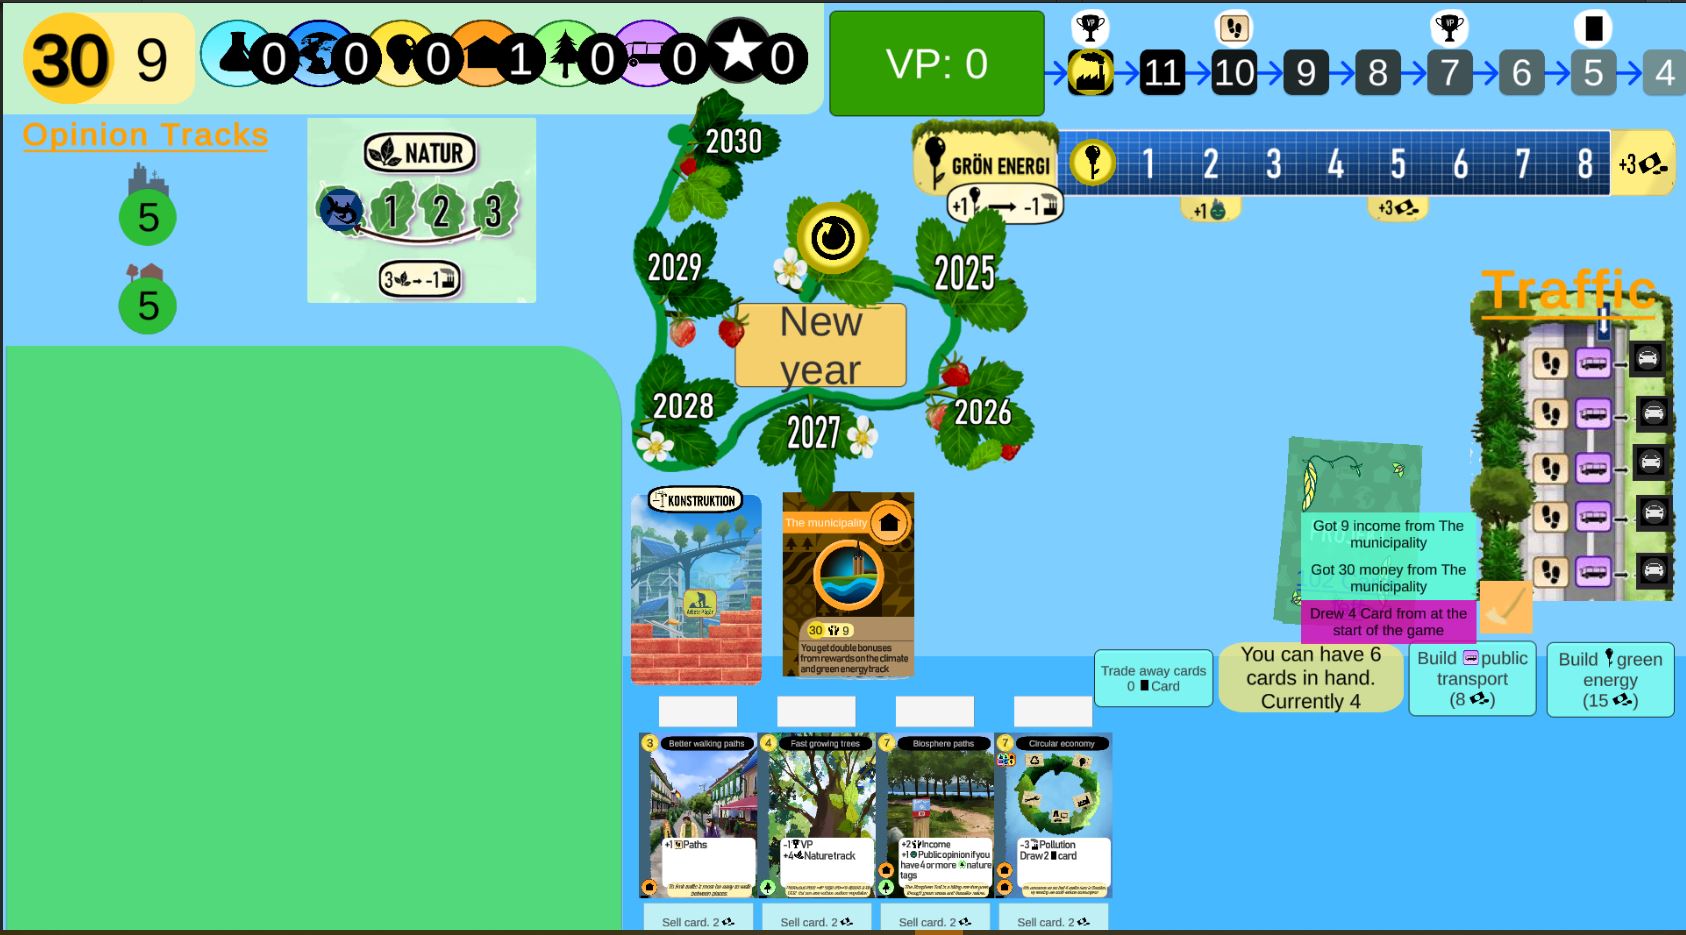 30 9
0 0 0 1 0 0 0
VP: 0
VP
VP
11 10 9 8 7 6 5 4
Opinion Tracks
5
5
NATUR
1 2 3
3 → -1
2030
2029
2028
2027
2026
2025
New
year
GRÖN ENERGI
+1 → -1
1 2 3 4 5 6 7 8 +3
+1
+3
Traffic
KONSTRUKTION
The municipality
30 9
You get double bonuses
from rewards on the climate
and green energy track
Got 9 income from The
municipality
Got 30 money from The
municipality
Drew 4 Card from at the
start of the game
Trade away cards
0 Card
You can have 6
cards in hand.
Currently 4
Build public
transport
(8 )
Build green
energy
(15 )
3 Better walking paths
+1 Paths
4 Fast growing trees
-1 VP
+4 Nature track
7 Biosphere paths
+2 Income
+1 Public opinion if you
have 4 or more nature
tags
7 Circular economy
-3 Pollution
Draw 2 card
Sell card. 2
Sell card. 2
Sell card. 2
Sell card. 2